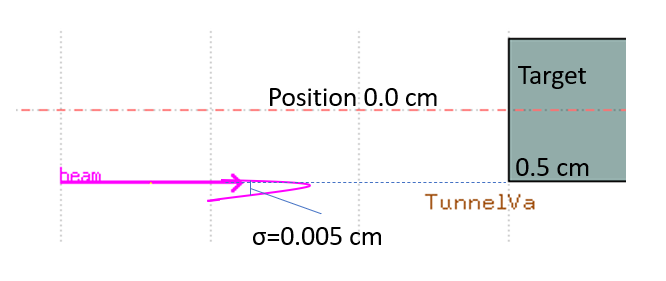 Target
Position 0.0 cm
beam
0.5 cm
TunnelVa
σ=0.005 cm